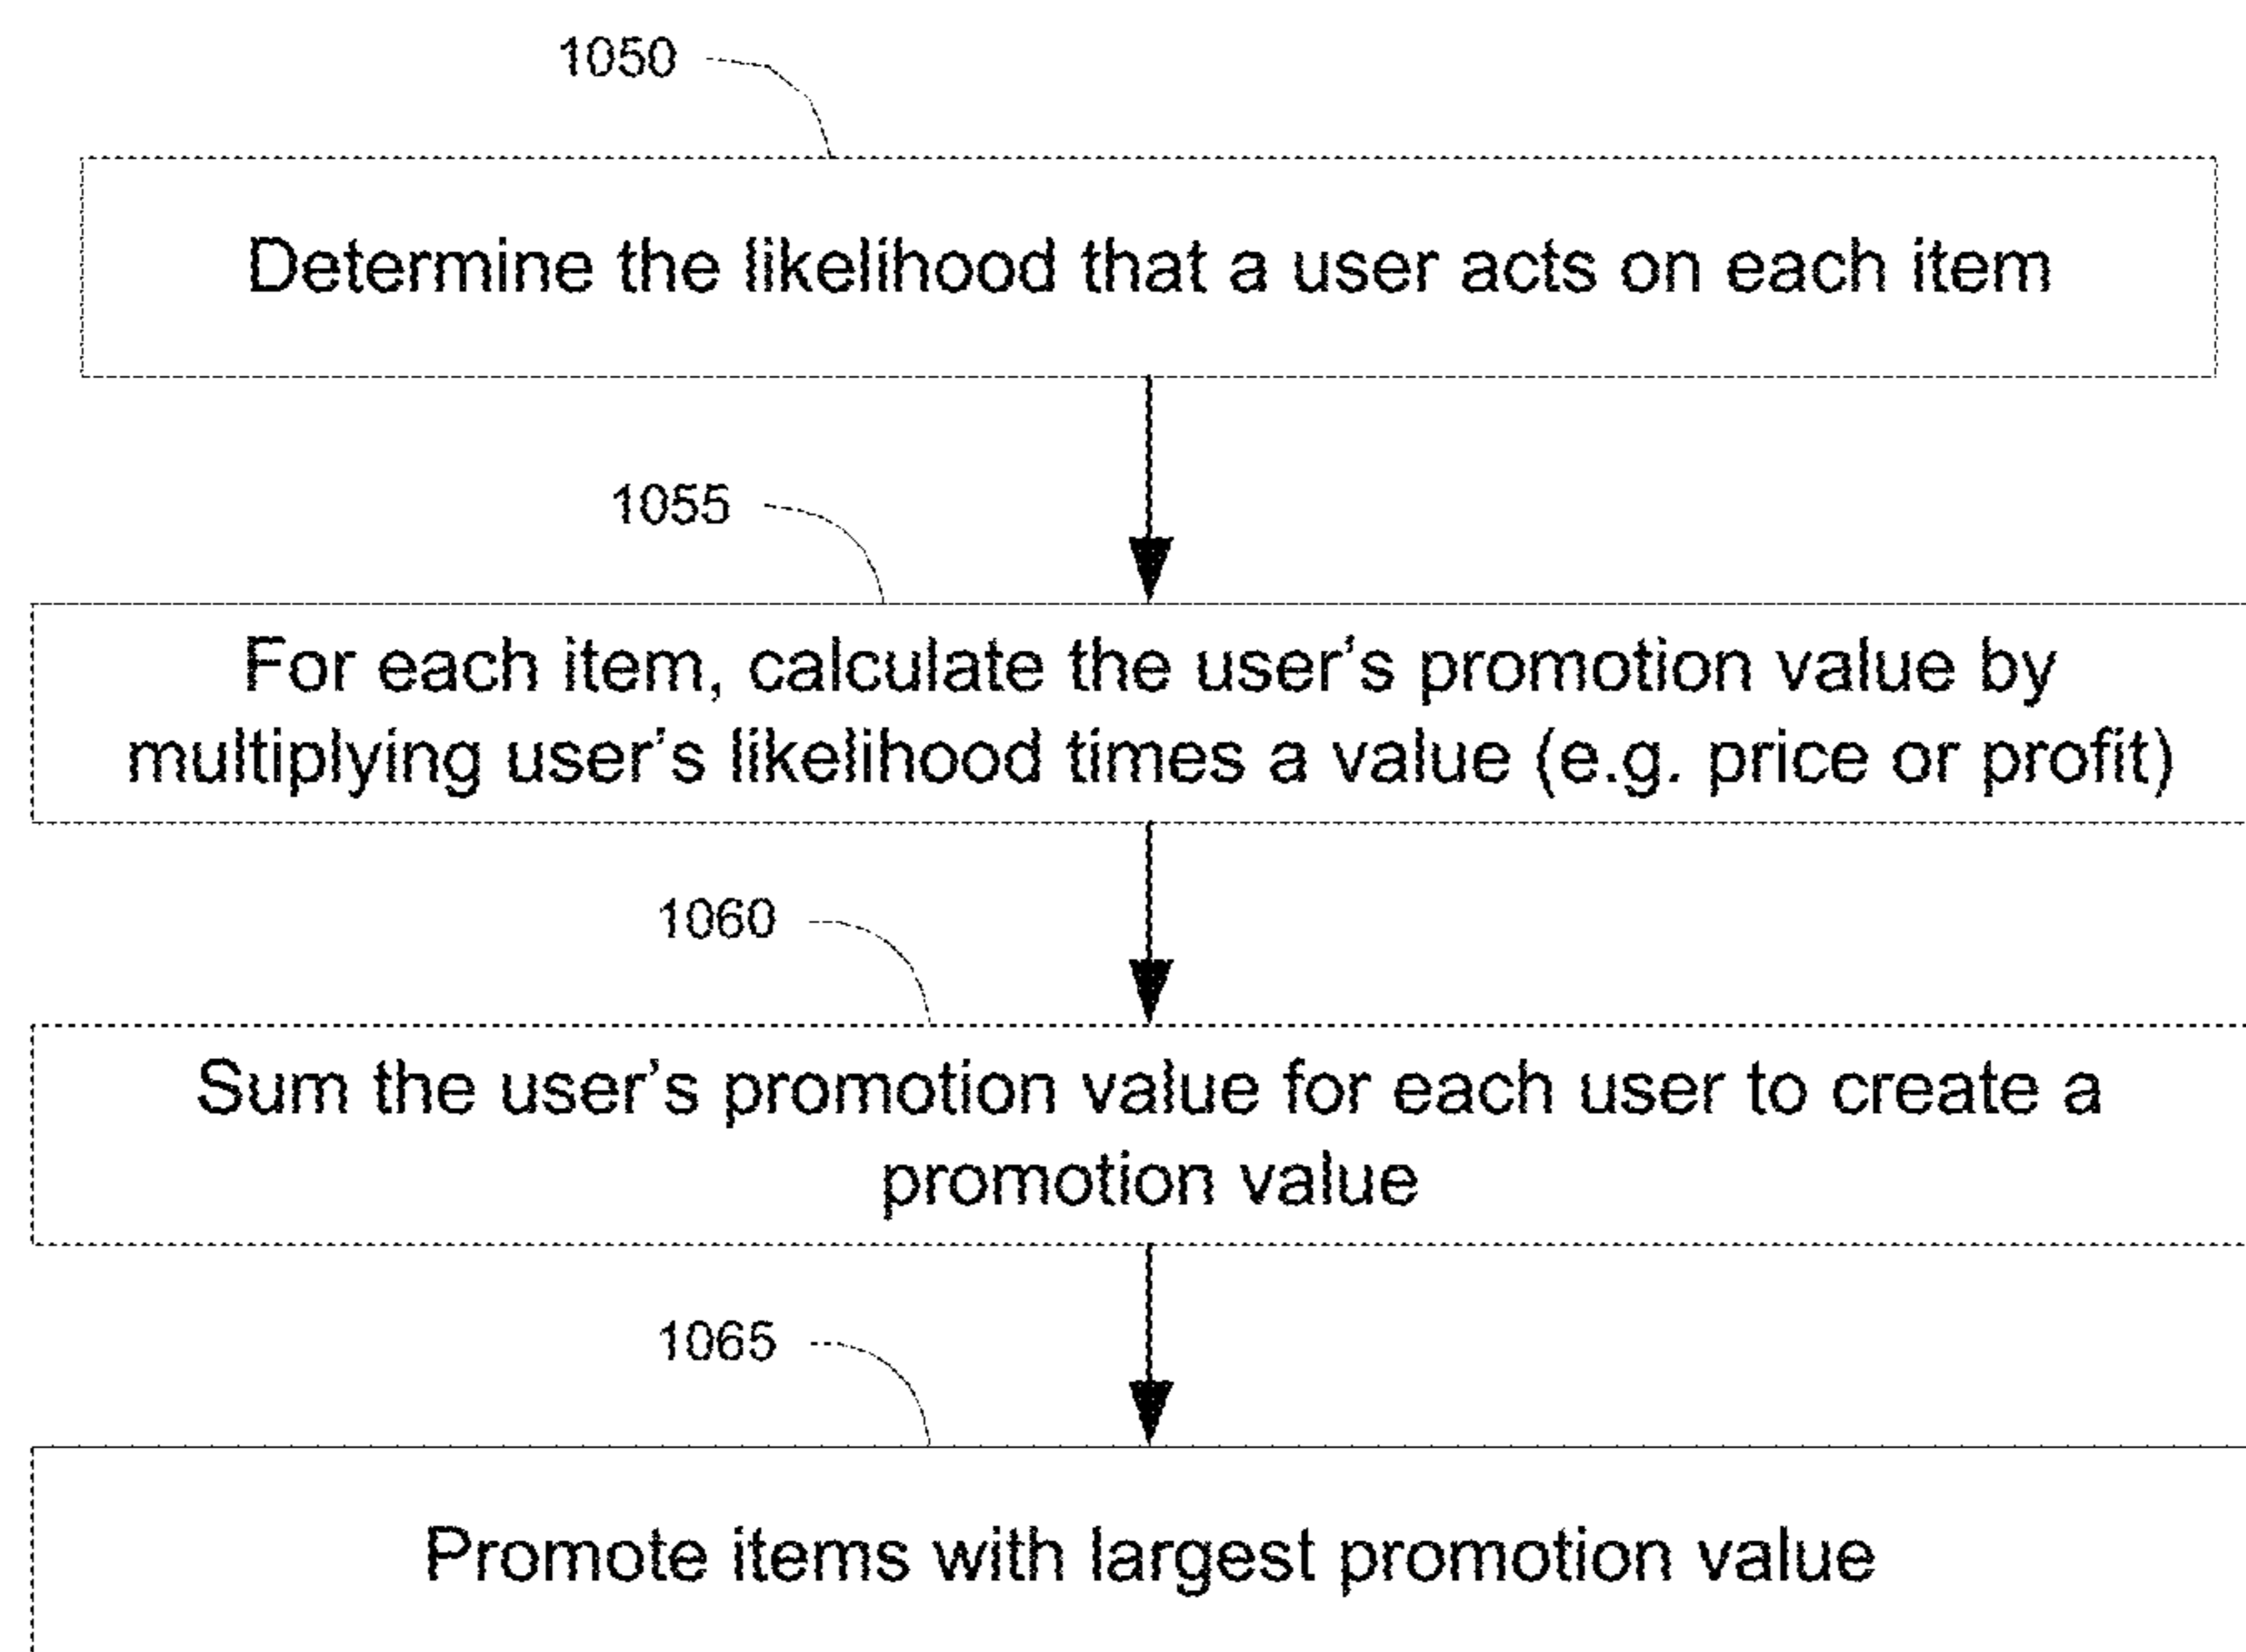 1050
Determine the likelihood that a user acts on each item
1055
For each item, calculate the user's promotion value by
multiplying user's likelihood times a value (e.g. price or profit)
1060
Sum the user's promotion value for each user to create a
promotion value
1065
Promote items with largest promotion value